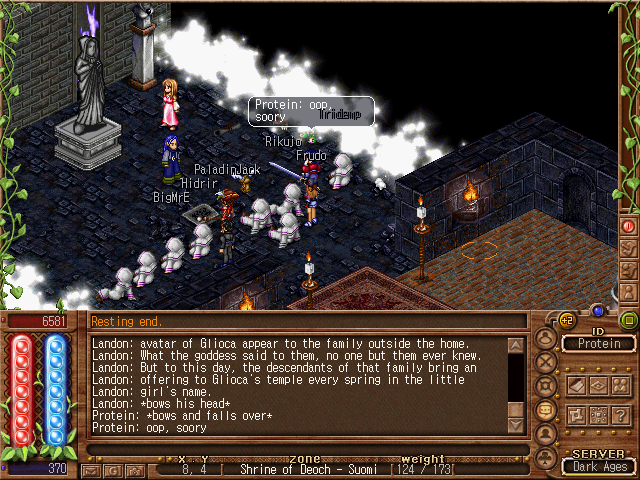 Protein: oop,
soory
Tridamp
Rikujo
Frudo
PaladinJack
Hidrir
BigMrE
6581
Resting end.
Landon: avatar of Glioca appear to the family outside the home.
Landon: What the goddess said to them, no one but them ever knew.
Landon: But to this day, the descendants of that family bring an
Landon: offering to Glioca's temple every spring in the little
Landon: girl's name.
Landon: *bows his head*
Protein: *bows and falls over*
Protein: oop, soory
+2
ID
Protein
370
X Y zone weight
8, 4 [ Shrine of Deoch - Suomi [124 / 173[
SERVER
Dark Ages